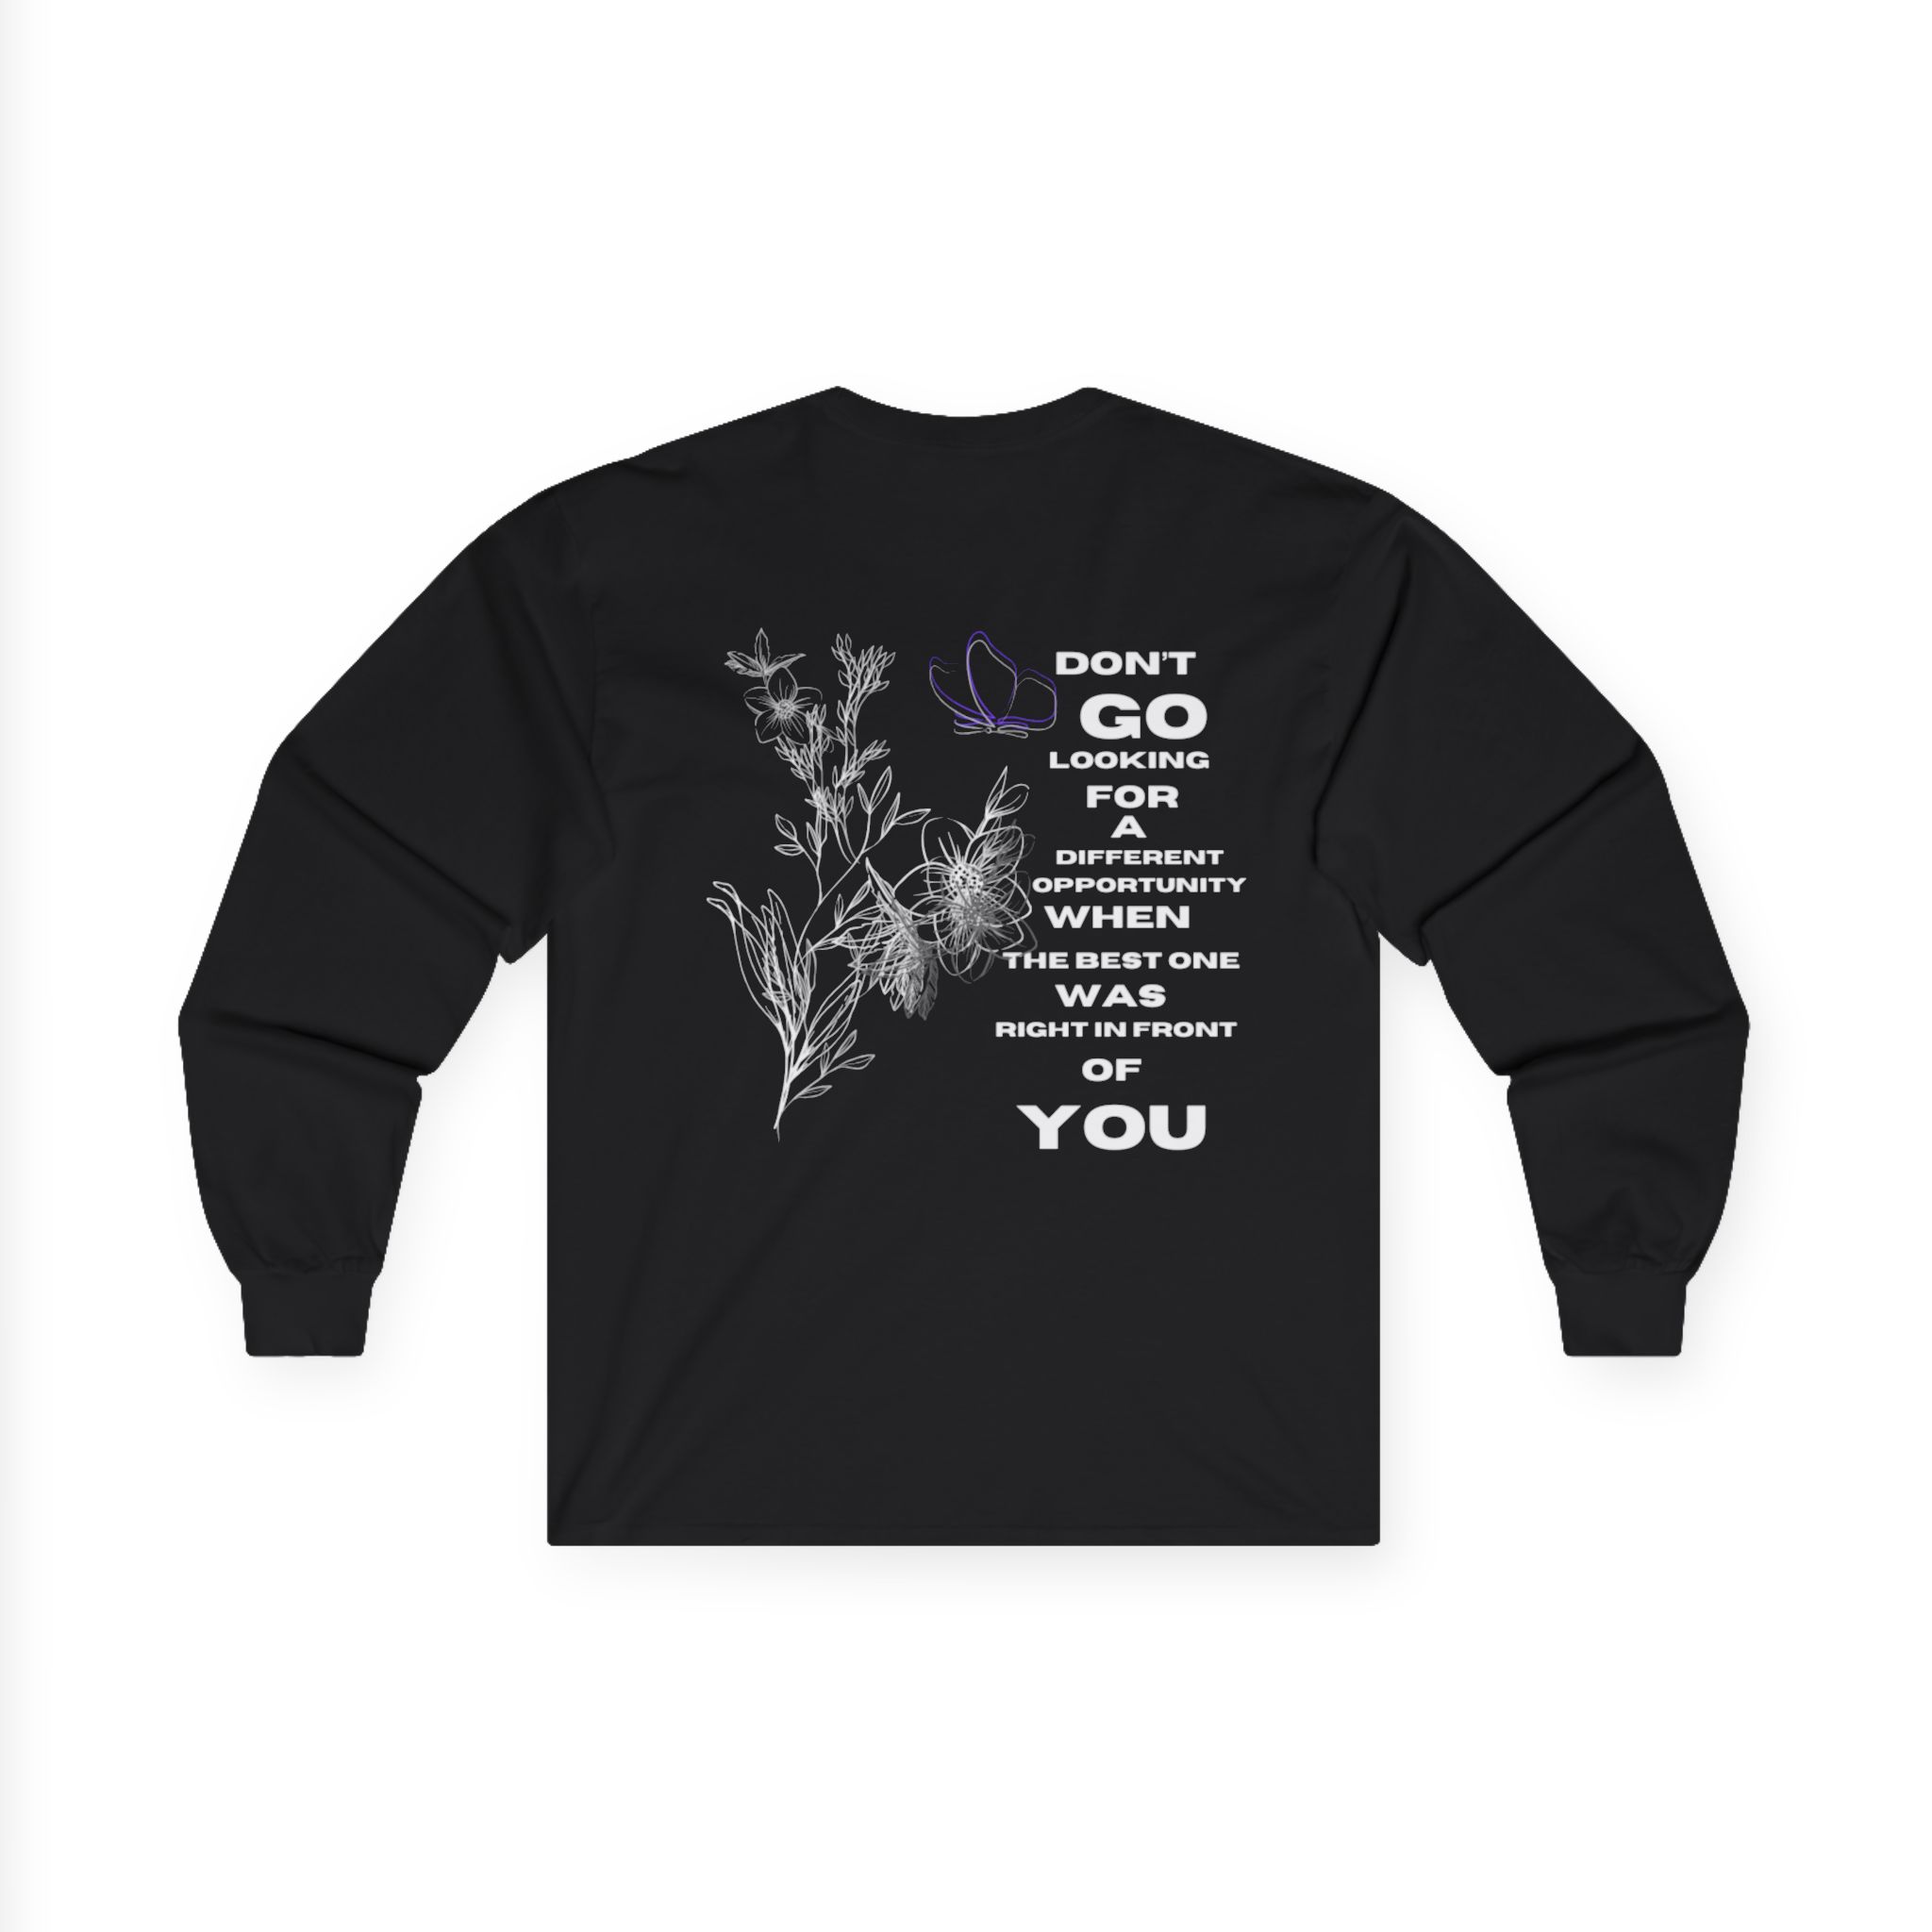 DON'T
GO
LOOKING
FOR
A
DIFFERENT
OPPORTUNITY
WHEN
THE BEST ONE
WAS
RIGHT IN FRONT
OF
YOU